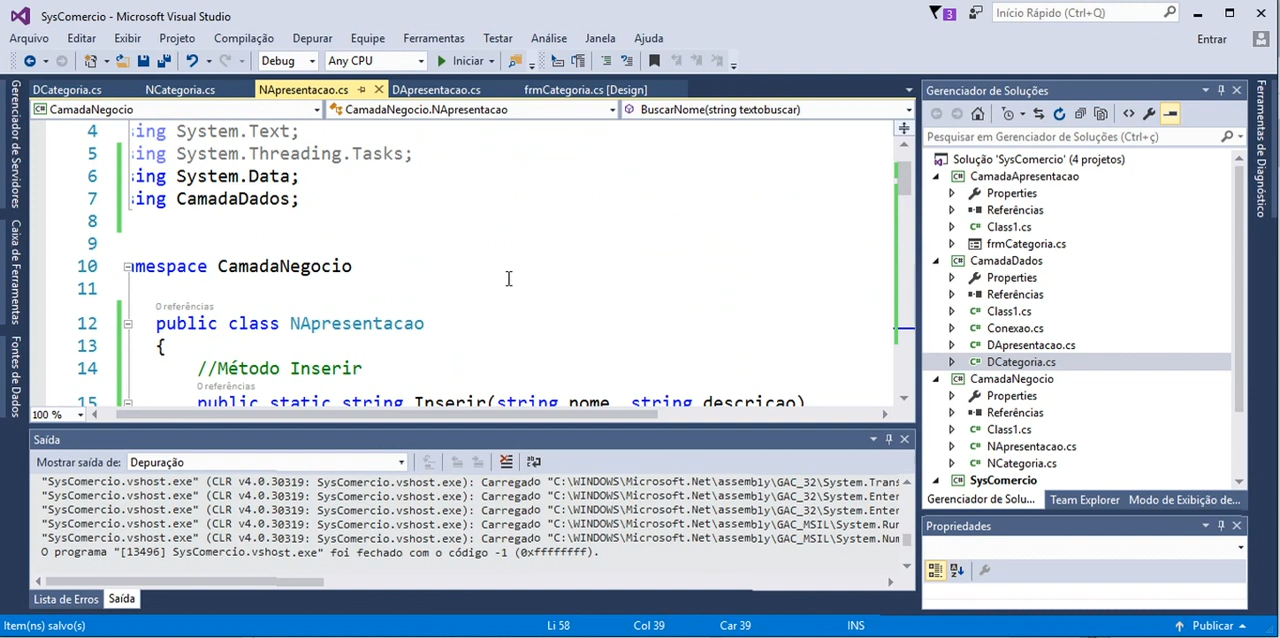 SysComercio - Microsoft Visual Studio
3
Início Rápido (Ctrl+Q)
Arquivo Editar Exibir Projeto Compilação Depurar Equipe Ferramentas Testar Análise Janela Ajuda
Entrar
Debug Any CPU Iniciar
DCategoria.cs NCategoria.cs NApresentacao.cs DApresentacao.cs frmCategoria.cs [Design]
CamadaNegocio CamadaNegocio.NApresentacao BuscarNome(string textobuscar)
Gerenciador de Servidores
Caixa de Ferramentas
Fontes de Dados
4 ing System.Text;
5 ing System.Threading.Tasks;
6 ing System.Data;
7 ing CamadaDados;
8
9
10 mespace CamadaNegocio
11
0 referências
12 public class NApresentacao
13 {
14 //Método Inserir
0 referências
15 public static string Inserir(string nome, string descricao)
100 %
Saída
Mostrar saída de: Depuração
"SysComercio.vshost.exe" (CLR v4.0.30319: SysComercio.vshost.exe): Carregado "C:\WINDOWS\Microsoft.Net\assembly\GAC_32\System.Trans
"SysComercio.vshost.exe" (CLR v4.0.30319: SysComercio.vshost.exe): Carregado "C:\WINDOWS\Microsoft.Net\assembly\GAC_32\System.Enter
"SysComercio.vshost.exe" (CLR v4.0.30319: SysComercio.vshost.exe): Carregado "C:\WINDOWS\Microsoft.Net\assembly\GAC_32\System.Enter
"SysComercio.vshost.exe" (CLR v4.0.30319: SysComercio.vshost.exe): Carregado "C:\WINDOWS\Microsoft.Net\assembly\GAC_MSIL\System.Run
"SysComercio.vshost.exe" (CLR v4.0.30319: SysComercio.vshost.exe): Carregado "C:\WINDOWS\Microsoft.Net\assembly\GAC_MSIL\System.Num
O programa "[13496] SysComercio.vshost.exe" foi fechado com o código -1 (0xffffffff).
Lista de Erros Saída
Gerenciador de Soluções
Pesquisar em Gerenciador de Soluções (Ctrl+ç)
Solução 'SysComercio' (4 projetos)
CamadaApresentacao
Properties
Referências
Class1.cs
frmCategoria.cs
CamadaDados
Properties
Referências
Class1.cs
Conexao.cs
DApresentacao.cs
DCategoria.cs
CamadaNegocio
Properties
Referências
Class1.cs
NApresentacao.cs
NCategoria.cs
SysComercio
Gerenciador de Solu... Team Explorer Modo de Exibição de...
Propriedades
Ferramentas de Diagnóstico
Item(ns) salvo(s) Li 58 Col 39 Car 39 INS Publicar